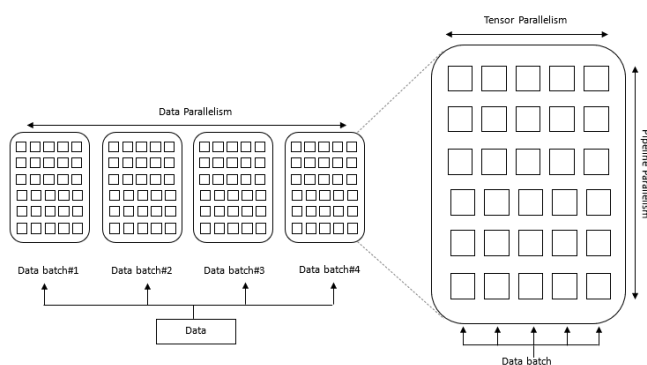 Tensor Parallelism
Data Parallelism
Pipeline Parallelism
Data batch#1
Data batch#2
Data batch#3
Data batch#4
Data
Data batch